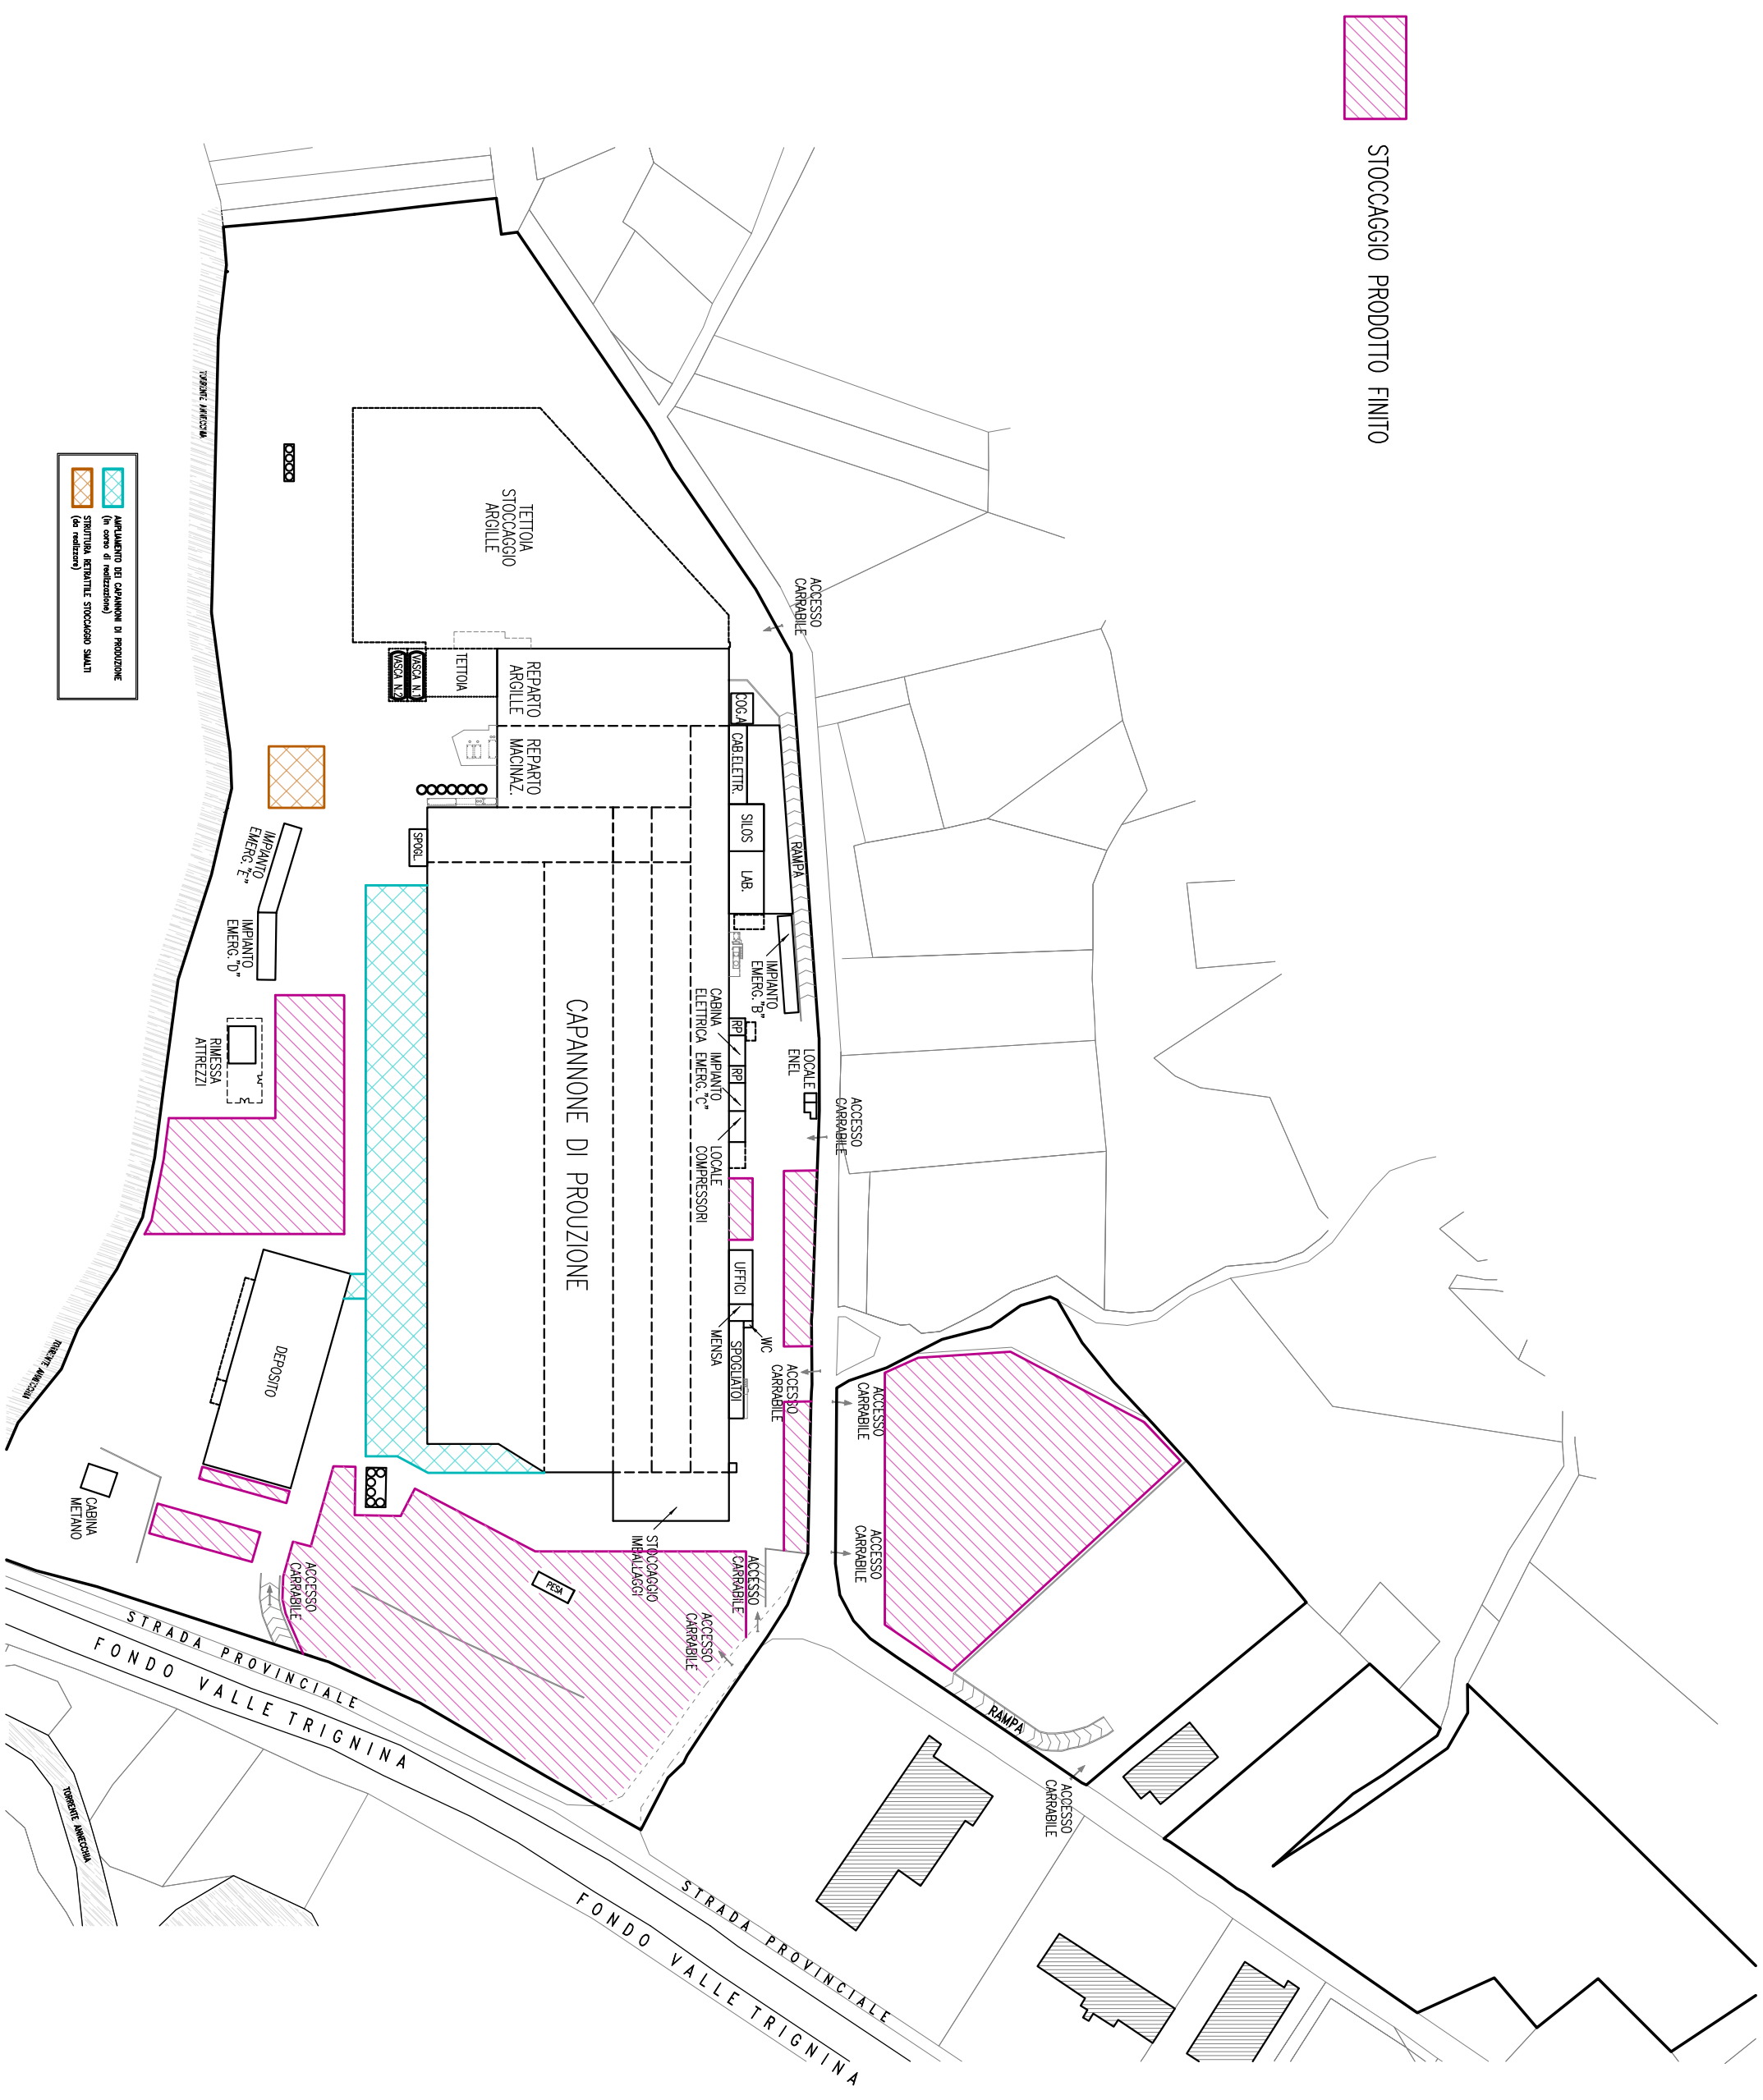 STOCCAGGIO PRODOTTO FINITO
TORRENTE ANNECCHIA
AMPLIAMENTO DEI CAPANNONI DI PRODUZIONE
(in corso di realizzazione)
STRUTTURA RETRATTILE STOCCAGGIO SMALTI
(da realizzare)
TETTOIA
STOCCAGGIO
ARGILLE
ACCESSO
CARRABILE
VASCA N.2
VASCA N.1
TETTOIA
REPARTO
ARGILLE
REPARTO
MACINAZ.
COG.A
CAB.ELETTR.
SILOS
LAB.
RAMPA
SPOGL.
IMPIANTO
EMERG."E"
IMPIANTO
EMERG."D"
IMPIANTO
EMERG."B"
CABINA
ELETTRICA
RP
RP
IMPIANTO
EMERG."C"
LOCALE
ENEL
ACCESSO
CARRABILE
LOCALE
COMPRESSORI
RIMESSA
ATTREZZI
CAPANNONE DI PROUZIONE
UFFICI
MENSA
WC
SPOGLIATOI
ACCESSO
CARRABILE
ACCESSO
CARRABILE
ACCESSO
CARRABILE
DEPOSITO
TORRENTE ANNECCHIA
CABINA
METANO
STOCCAGGIO
IMBALLAGGI
PESA
ACCESSO
CARRABILE
ACCESSO
CARRABILE
ACCESSO
CARRABILE
RAMPA
ACCESSO
CARRABILE
STRADA PROVINCIALE
FONDO VALLE TRIGNINA
TORRENTE ANNECCHIA
STRADA PROVINCIALE
FONDO VALLE TRIGNINA